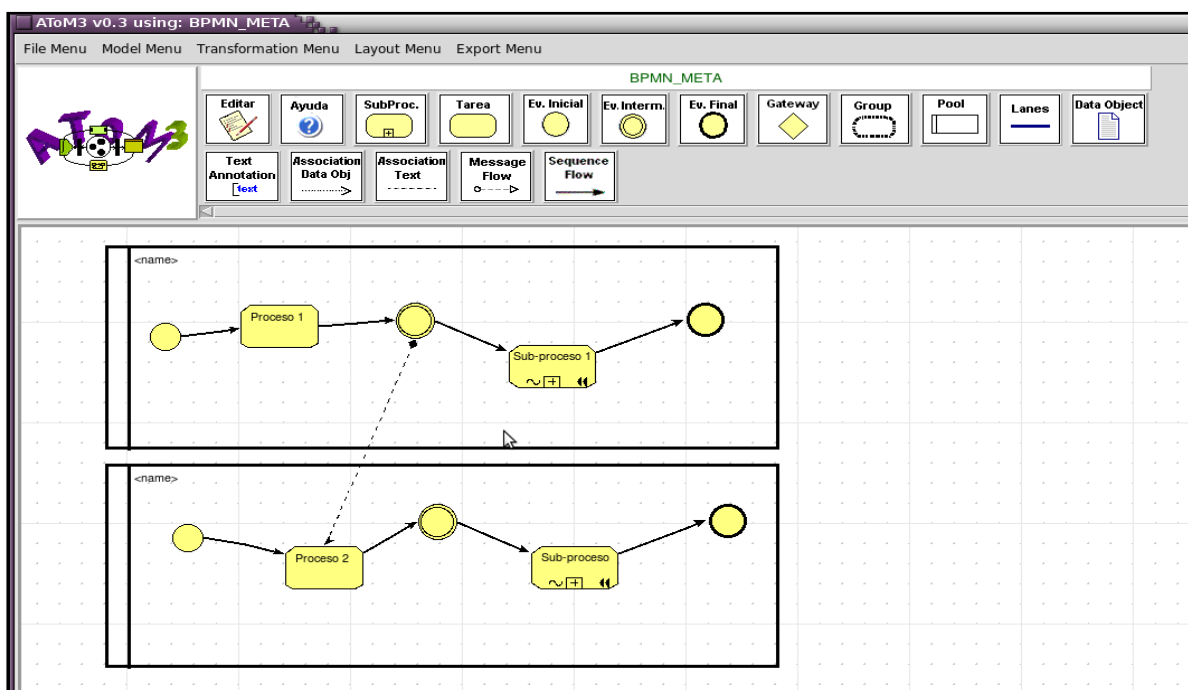 AToM3 v0.3 using: BPMN_META
File Menu Model Menu Transformation Menu Layout Menu Export Menu
BPMN_META
AToM3
Editar
Ayuda
SubProc.
Tarea
Ev. Inicial
Ev.Interm.
Ev. Final
Gateway
Group
Pool
Lanes
Data Object
Text
Annotation
[text
Association
Data Obj
Association
Text
Message
Flow
Sequence
Flow
<name>
Proceso 1
Sub-proceso 1
<name>
Proceso 2
Sub-proceso